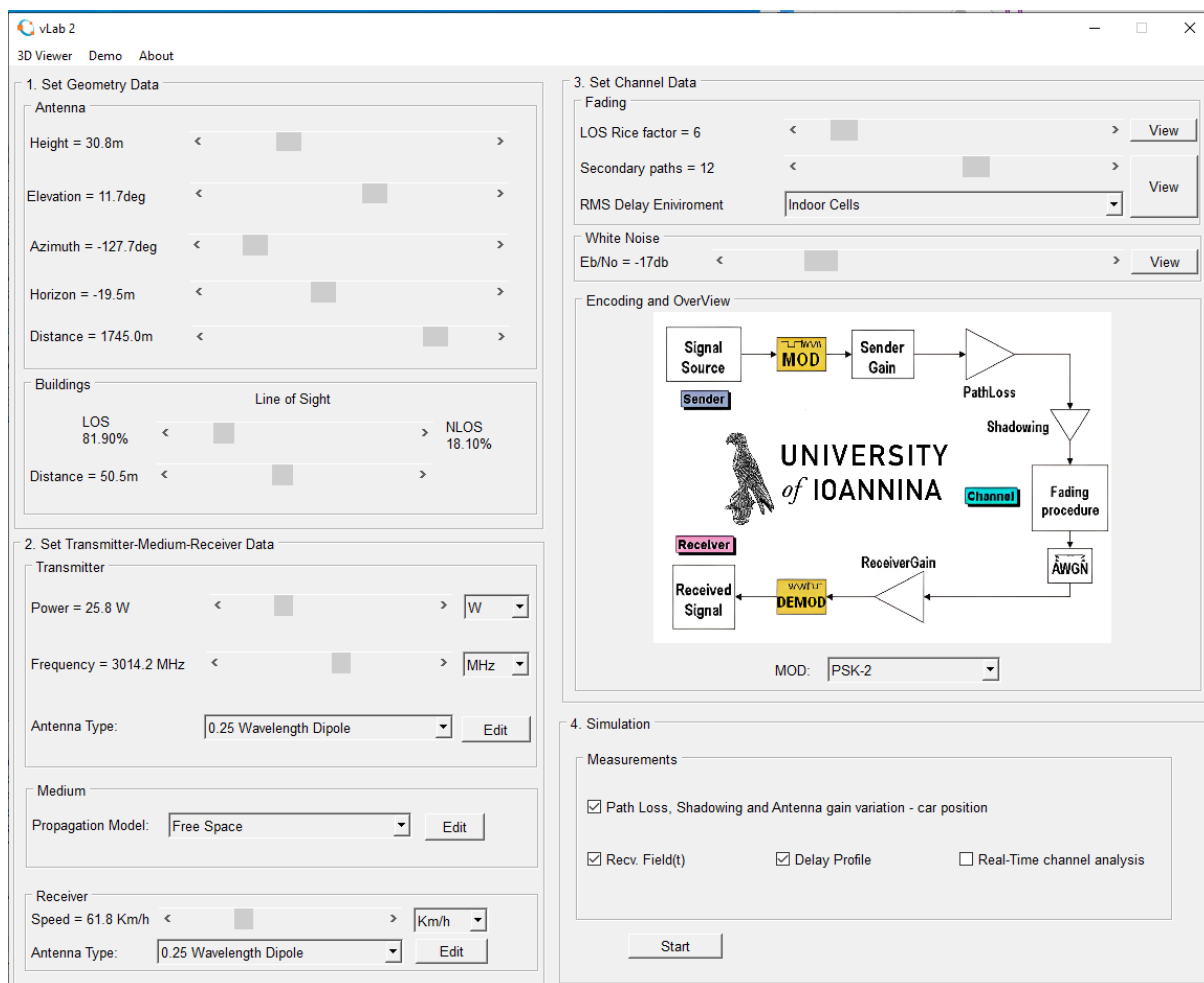 vLab 2
3D Viewer Demo About
1. Set Geometry Data
Antenna
Height = 30.8m
Elevation = 11.7deg
Azimuth = -127.7deg
Horizon = -19.5m
Distance = 1745.0m
Buildings
Line of Sight
LOS
81.90%
NLOS
18.10%
Distance = 50.5m
2. Set Transmitter-Medium-Receiver Data
Transmitter
Power = 25.8 W
W
Frequency = 3014.2 MHz
MHz
Antenna Type:
0.25 Wavelength Dipole
Edit
Medium
Propagation Model:
Free Space
Edit
Receiver
Speed = 61.8 Km/h
Km/h
Antenna Type:
0.25 Wavelength Dipole
Edit
3. Set Channel Data
Fading
LOS Rice factor = 6
View
Secondary paths = 12
View
RMS Delay Eniviroment
Indoor Cells
White Noise
Eb/No = -17db
View
Encoding and OverView
Signal
Source
MOD
Sender
Gain
PathLoss
Sender
Shadowing
UNIVERSITY
of IOANNINA
Channel
Fading
procedure
Receiver
ReceiverGain
AWGN
Received
Signal
DEMOD
MOD:
PSK-2
4. Simulation
Measurements
Path Loss, Shadowing and Antenna gain variation - car position
Recv. Field(t)
Delay Profile
Real-Time channel analysis
Start